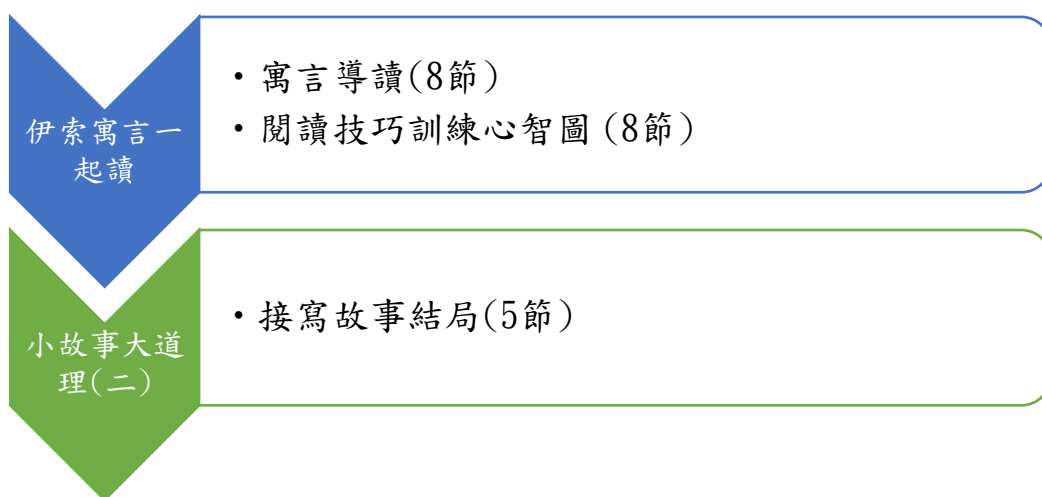 伊索寓言一
起讀
•寓言導讀(8節)
•閱讀技巧訓練心智圖(8節)
小故事大道
理(二)
•接寫故事結局(5節)